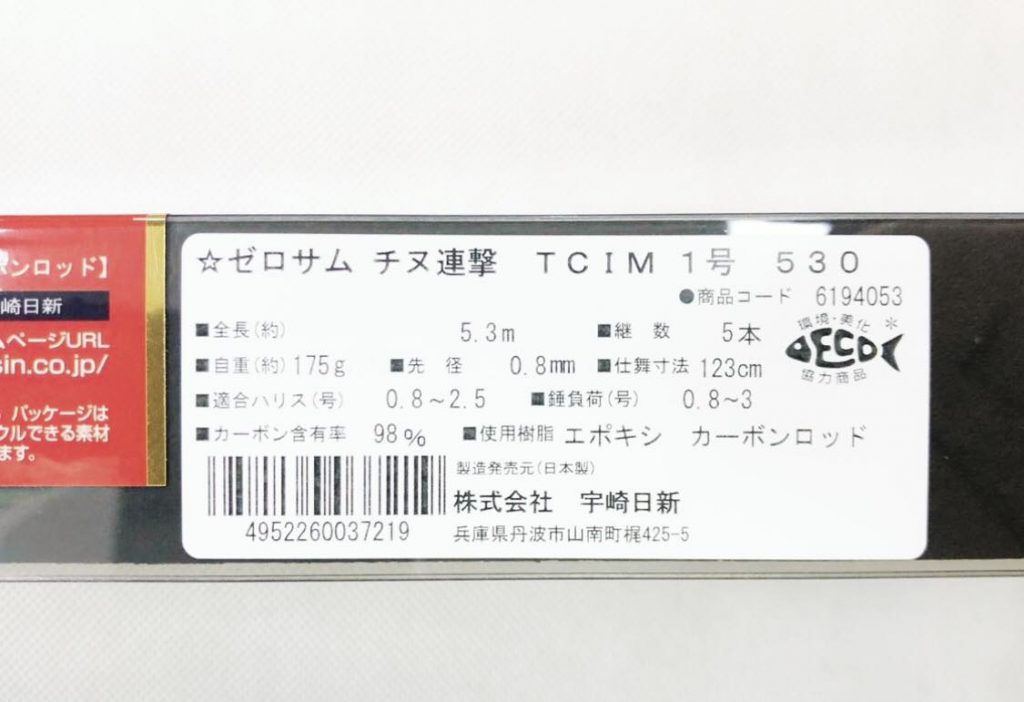 ボンロッド】
崎日新
ムページURL
sin.co.jp/
パッケージは
クルできる素材
ます。
☆ゼロサム チヌ連撃 TCIM 1号 530
●商品コード 6194053
■全長(約) 5.3m ■継 数 5本
■自重(約) 175g ■先 径 0.8mm ■仕舞寸法 123cm
■適合ハリス(号) 0.8~2.5 ■錘負荷(号) 0.8~3
■カーボン含有率 98% ■使用樹脂 エポキシ カーボンロッド
環境・美化
DECO
協力商品
製造発売元(日本製)
株式会社 宇崎日新
兵庫県丹波市山南町梶425-5
4952260037219